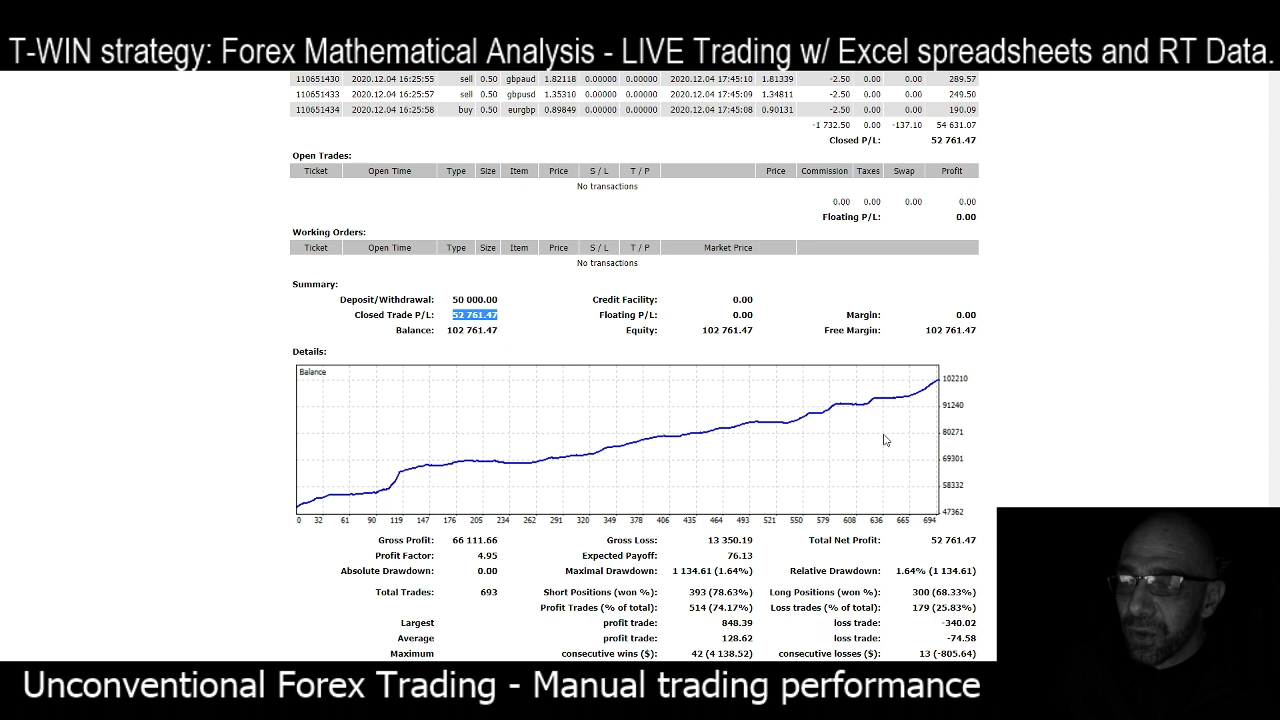 T-WIN strategy: Forex Mathematical Analysis - LIVE Trading w/ Excel spreadsheets and RT Data.
110651430 2020.12.04 16:25:55 sell 0.50 gbpaud 1.82118 0.00000 0.00000 2020.12.04 17:45:10 1.81339 -2.50 0.00 0.00 289.57
110651433 2020.12.04 16:25:57 sell 0.50 gbpusd 1.35310 0.00000 0.00000 2020.12.04 17:45:09 1.34811 -2.50 0.00 0.00 249.50
110651434 2020.12.04 16:25:58 buy 0.50 eurgbp 0.89849 0.00000 0.00000 2020.12.04 17:45:08 0.90131 -2.50 0.00 0.00 190.09
-1 732.50 0.00 -137.10 54 631.07
Closed P/L: 52 761.47
Open Trades:
Ticket Open Time Type Size Item Price S / L T / P Price Commission Taxes Swap Profit
No transactions
0.00 0.00 0.00 0.00
Floating P/L: 0.00
Working Orders:
Ticket Open Time Type Size Item Price S / L T / P Market Price
No transactions
Summary:
Deposit/Withdrawal: 50 000.00 Credit Facility: 0.00
Closed Trade P/L: 52 761.47 Floating P/L: 0.00 Margin: 0.00
Balance: 102 761.47 Equity: 102 761.47 Free Margin: 102 761.47
Details:
Balance
102210
91240
80271
69301
58332
47362
0 32 61 90 119 147 176 205 234 262 291 320 349 378 406 435 464 493 521 550 579 608 636 665 694
Gross Profit: 66 111.66 Gross Loss: 13 350.19 Total Net Profit: 52 761.47
Profit Factor: 4.95 Expected Payoff: 76.13
Absolute Drawdown: 0.00 Maximal Drawdown: 1 134.61 (1.64%) Relative Drawdown: 1.64% (1 134.61)
Total Trades: 693 Short Positions (won %): 393 (78.63%) Long Positions (won %): 300 (68.33%)
Profit Trades (% of total): 514 (74.17%) Loss trades (% of total): 179 (25.83%)
Largest profit trade: 848.39 loss trade: -340.02
Average profit trade: 128.62 loss trade: -74.58
Maximum consecutive wins ($): 42 (4 138.52) consecutive losses ($): 13 (-805.64)
Unconventional Forex Trading - Manual trading performance